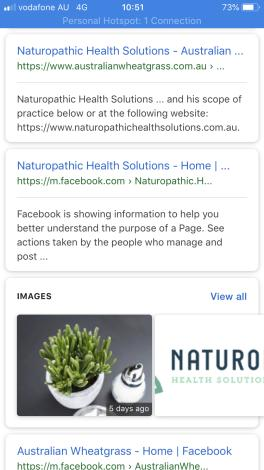 vodafone AU 4G 10:51 73%
Personal Hotspot: 1 Connection
Naturopathic Health Solutions - Australian ...
https://www.australianwheatgrass.com.au › ...
Naturopathic Health Solutions ... and his scope of
practice below or at the following website:
https://www.naturopathichealthsolutions.com.au.
Naturopathic Health Solutions - Home | ...
https://m.facebook.com › Naturopathic.H...
Facebook is showing information to help you
better understand the purpose of a Page. See
actions taken by the people who manage and
post ...
IMAGES View all
5 days ago
NATURO
HEALTH SOLUTIO
Australian Wheatgrass - Home | Facebook
https://m.facebook.com › AustralianWhe...